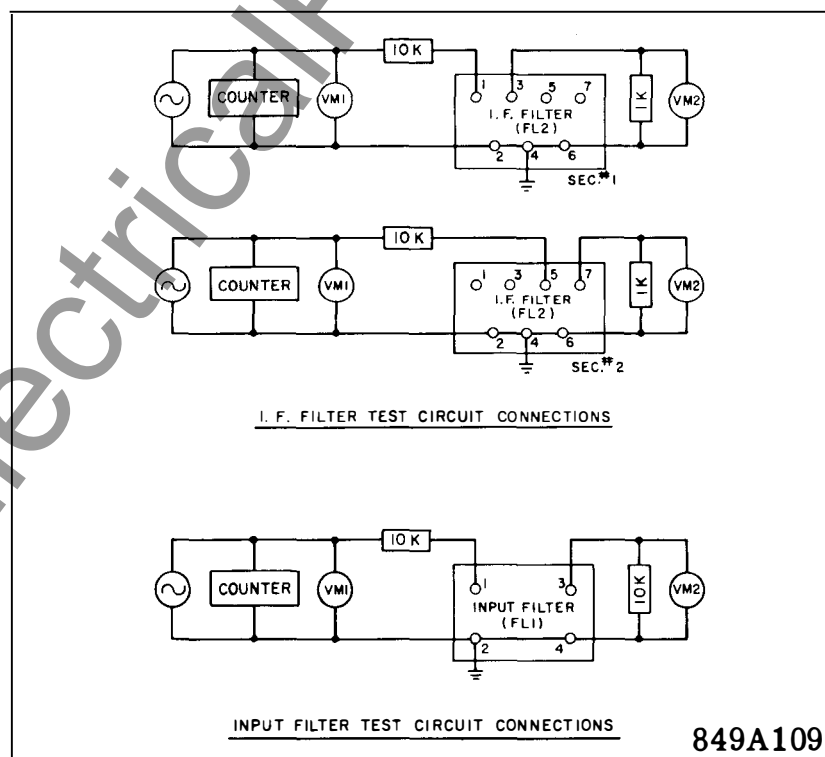 10K
1 3 5 7
COUNTER VM1 I. F. FILTER 1K VM2
(FL2)
2 4 6
SEC.#1
10K
1 3 5 7
COUNTER VM1 I.F. FILTER 1K VM2
(FL2)
2 4 6
SEC.#2
I. F. FILTER TEST CIRCUIT CONNECTIONS
10K
1 3
COUNTER VM1 INPUT FILTER 10K VM2
(FL1)
2 4
INPUT FILTER TEST CIRCUIT CONNECTIONS
849A109